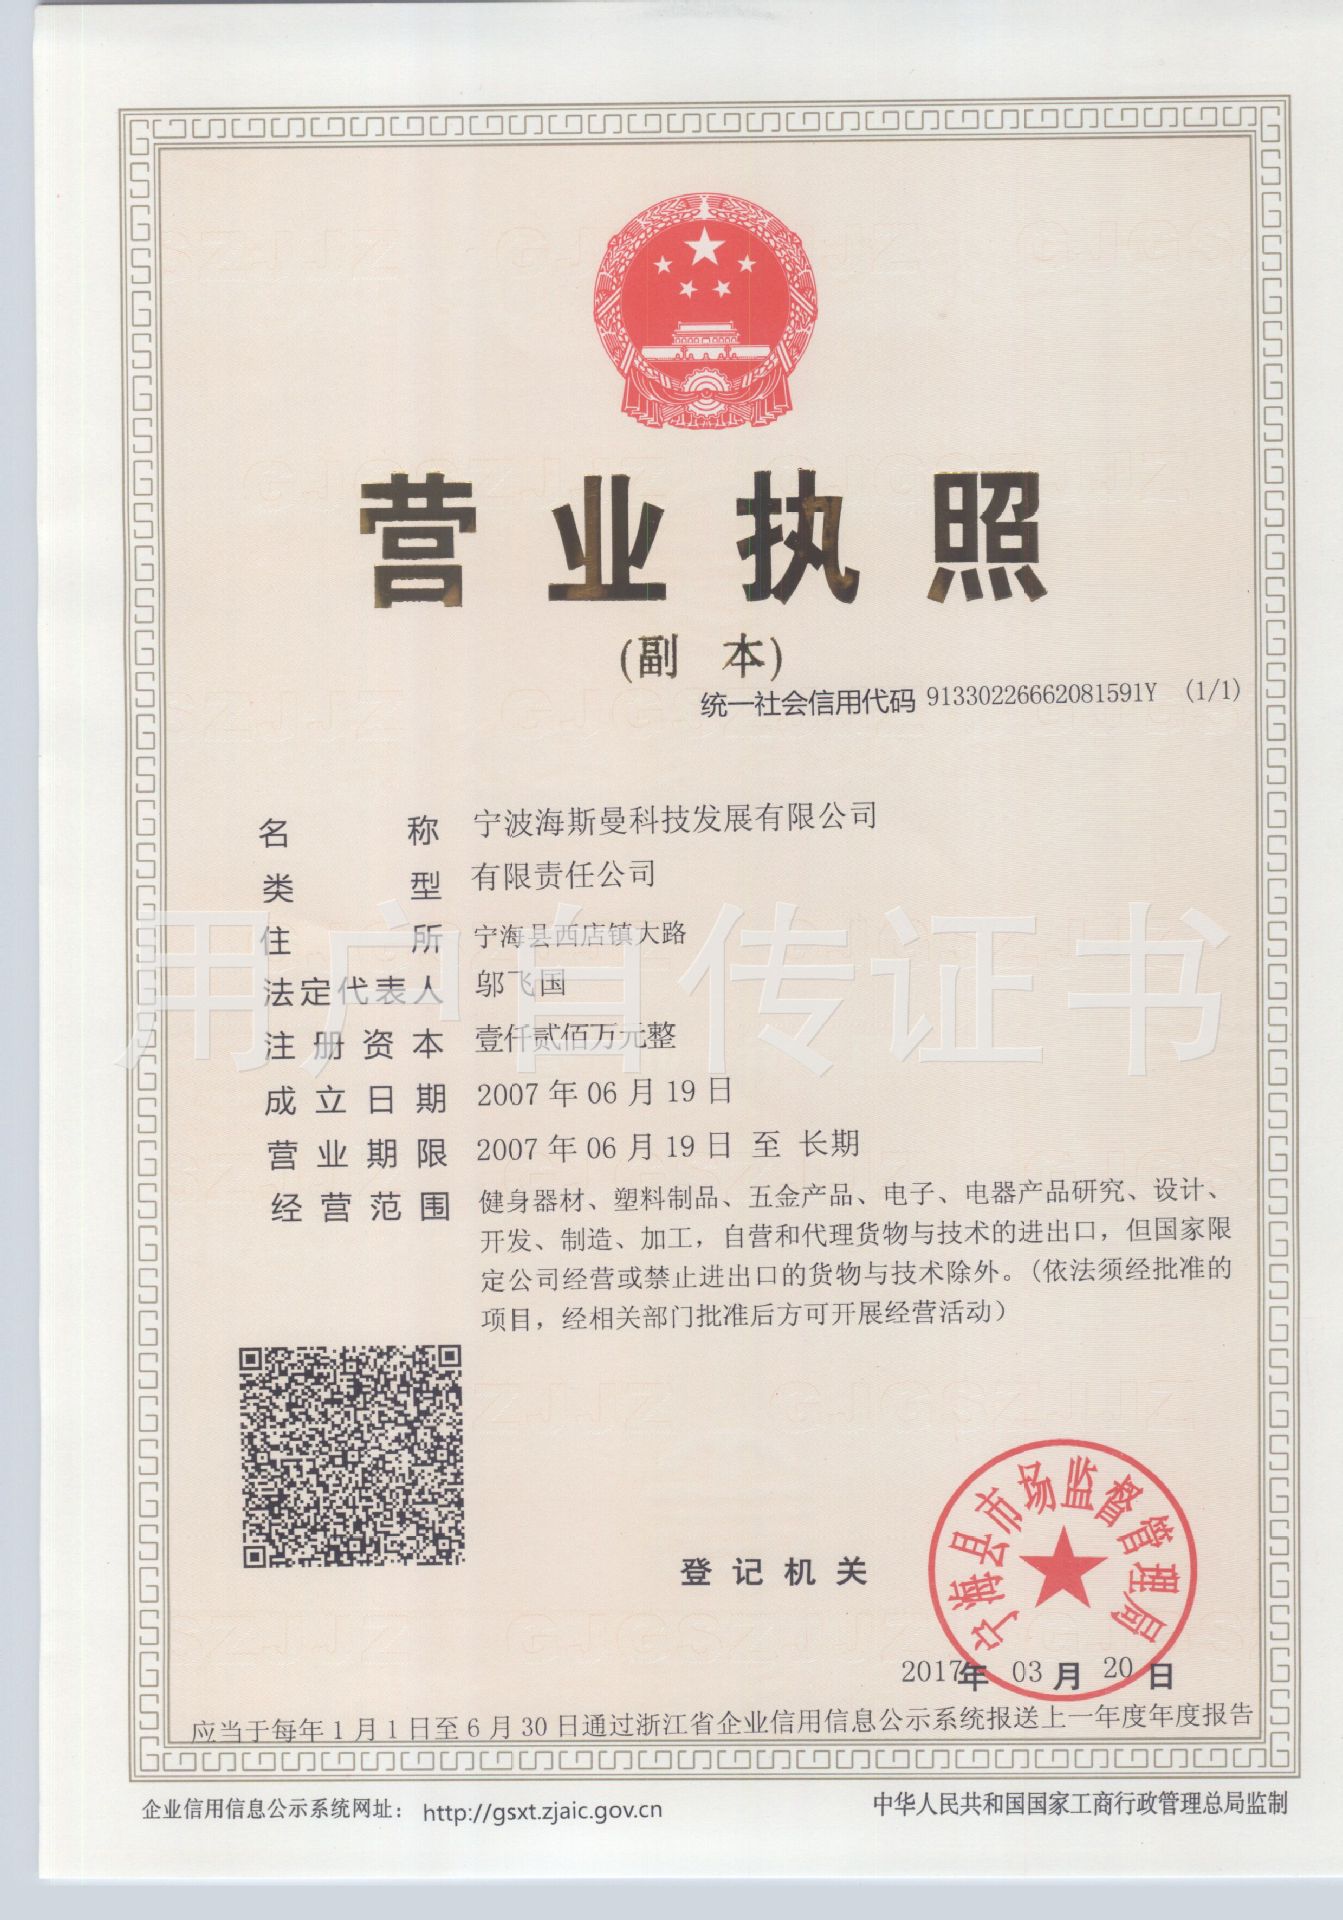 营业执照
(副 本)
统一社会信用代码 91330226662081591Y (1/1)
名 称 宁波海斯曼科技发展有限公司
类 型 有限责任公司
住 所 宁海县西店镇大路
法定代表人 邬飞国
注册资本 壹仟贰佰万元整
成立日期 2007年06月19日
营业期限 2007年06月19日 至 长期
经营范围 健身器材、塑料制品、五金产品、电子、电器产品研究、设计、
开发、制造、加工，自营和代理货物与技术的进出口，但国家限
定公司经营或禁止进出口的货物与技术除外。(依法须经批准的
项目，经相关部门批准后方可开展经营活动)
用户自传证书
登记机关
宁海县市场监督管理局
2017年 03月 20日
应当于每年1月1日至6月30日通过浙江省企业信用信息公示系统报送上一年度年度报告
企业信用信息公示系统网址： http://gsxt.zjaic.gov.cn
中华人民共和国国家工商行政管理总局监制